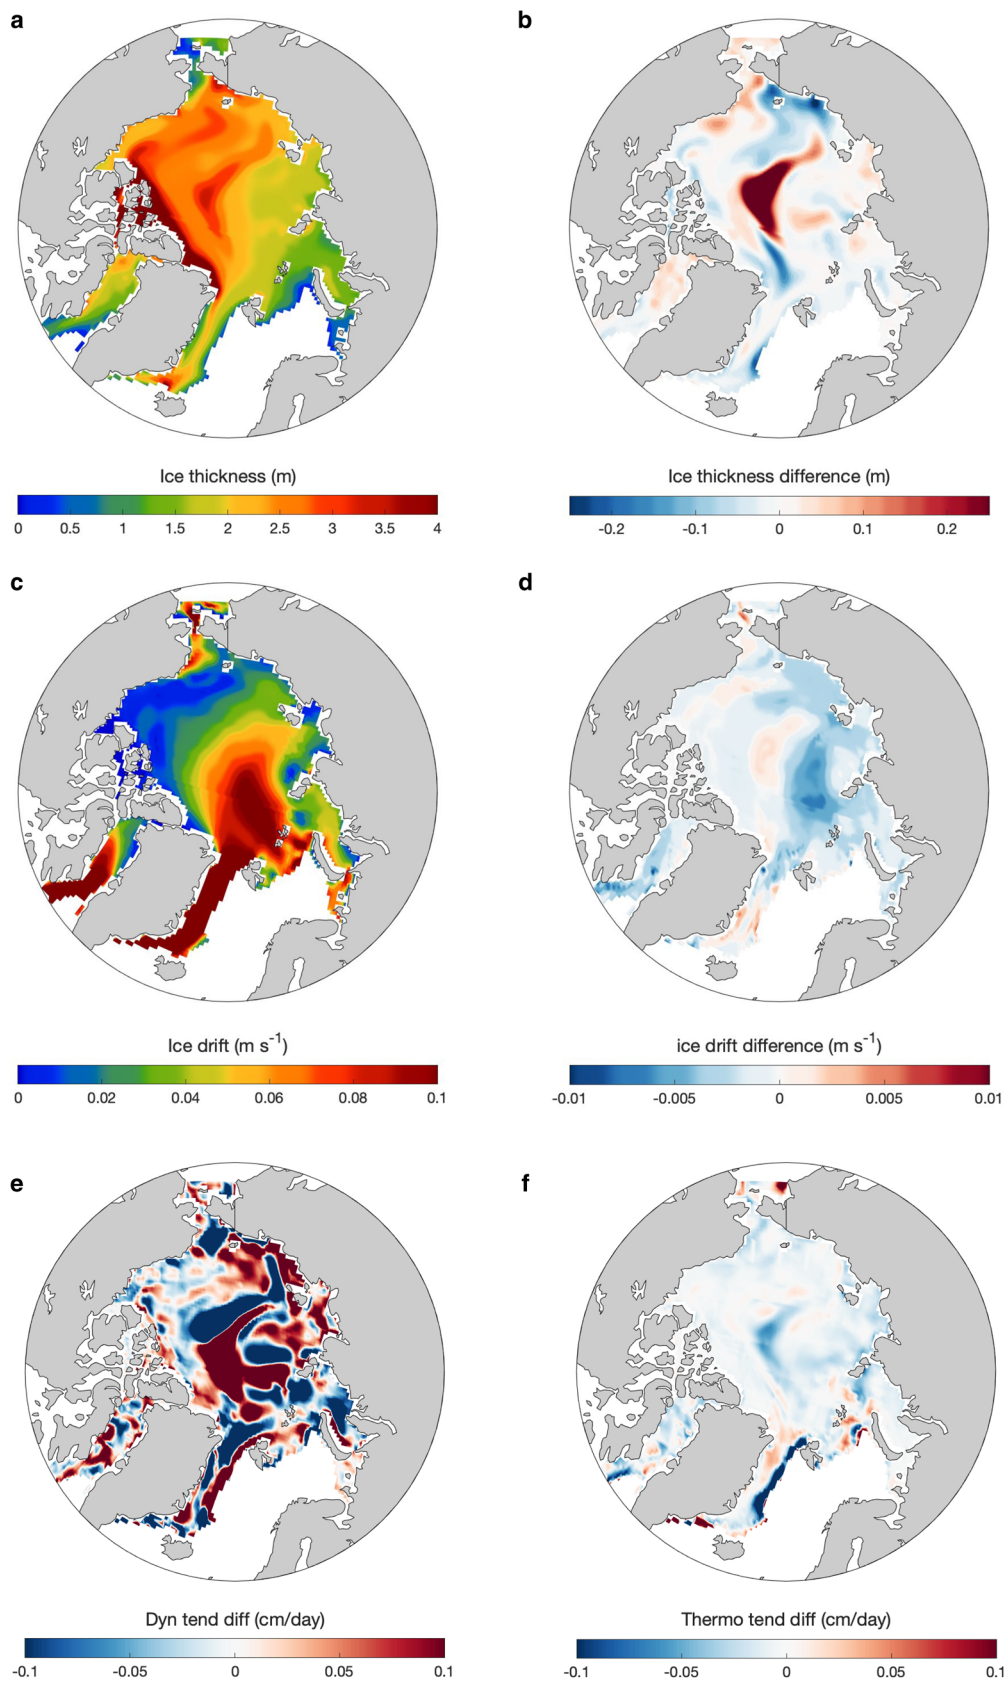 a
b
Ice thickness (m)
0 0.5 1 1.5 2 2.5 3 3.5 4
Ice thickness difference (m)
-0.2 -0.1 0 0.1 0.2
c
d
Ice drift (m s-1)
0 0.02 0.04 0.06 0.08 0.1
ice drift difference (m s-1)
-0.01 -0.005 0 0.005 0.01
e
f
Dyn tend diff (cm/day)
-0.1 -0.05 0 0.05 0.1
Thermo tend diff (cm/day)
-0.1 -0.05 0 0.05 0.1